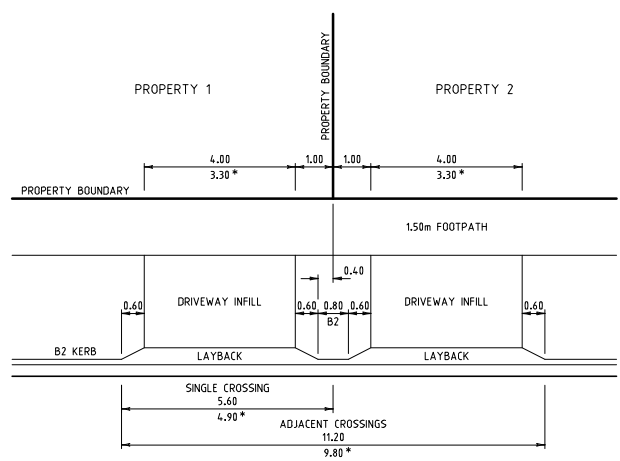 PROPERTY 1
PROPERTY BOUNDARY
PROPERTY 2
4.00
1.00
1.00
4.00
3.30 *
3.30 *
PROPERTY BOUNDARY
1.50m FOOTPATH
0.40
0.60
DRIVEWAY INFILL
0.60
0.80
0.60
DRIVEWAY INFILL
0.60
B2
B2 KERB
LAYBACK
LAYBACK
SINGLE CROSSING
5.60
4.90 *
ADJACENT CROSSINGS
11.20
9.80 *